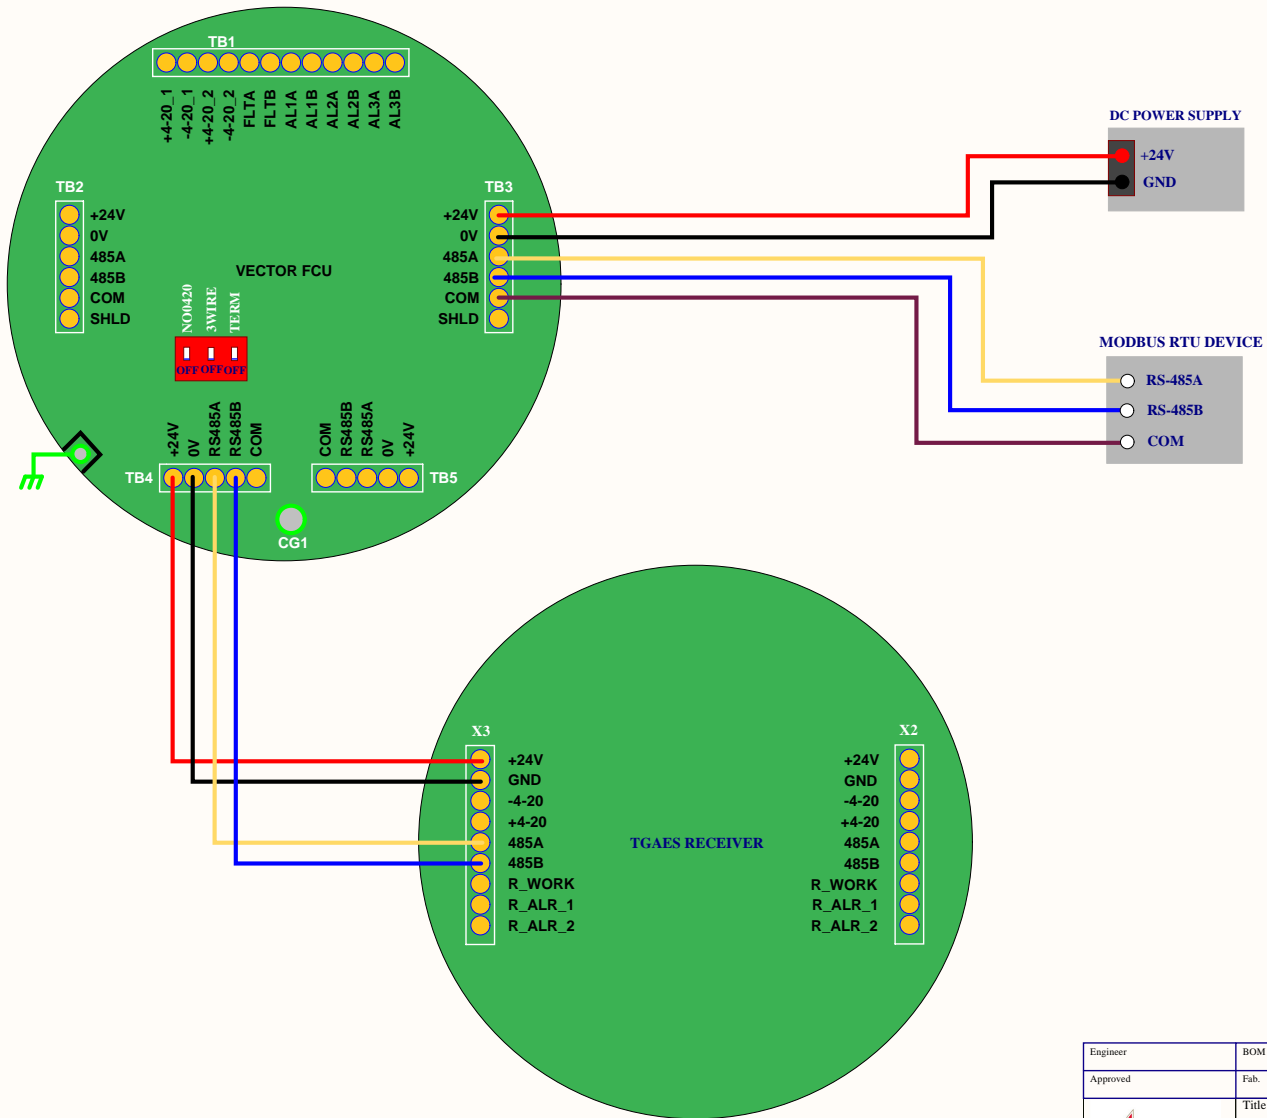 TB1
+4-20_1
-4-20_1
+4-20_2
-4-20_2
FLTA
FLTB
AL1A
AL1B
AL2A
AL2B
AL3A
AL3B
DC POWER SUPPLY
+24V
GND
TB2
+24V
0V
485A
485B
COM
SHLD
TB3
+24V
0V
485A
485B
COM
SHLD
VECTOR FCU
NO0420
3WIRE
TERM
OFF
OFF
OFF
MODBUS RTU DEVICE
RS-485A
RS-485B
COM
+24V
0V
RS485A
RS485B
COM
TB4
COM
RS485B
RS485A
0V
+24V
TB5
CG1
X3
+24V
GND
-4-20
+4-20
485A
485B
R_WORK
R_ALR_1
R_ALR_2
TGAES RECEIVER
X2
+24V
GND
-4-20
+4-20
485A
485B
R_WORK
R_ALR_1
R_ALR_2
Engineer
BOM
Approved
Fab.
Title